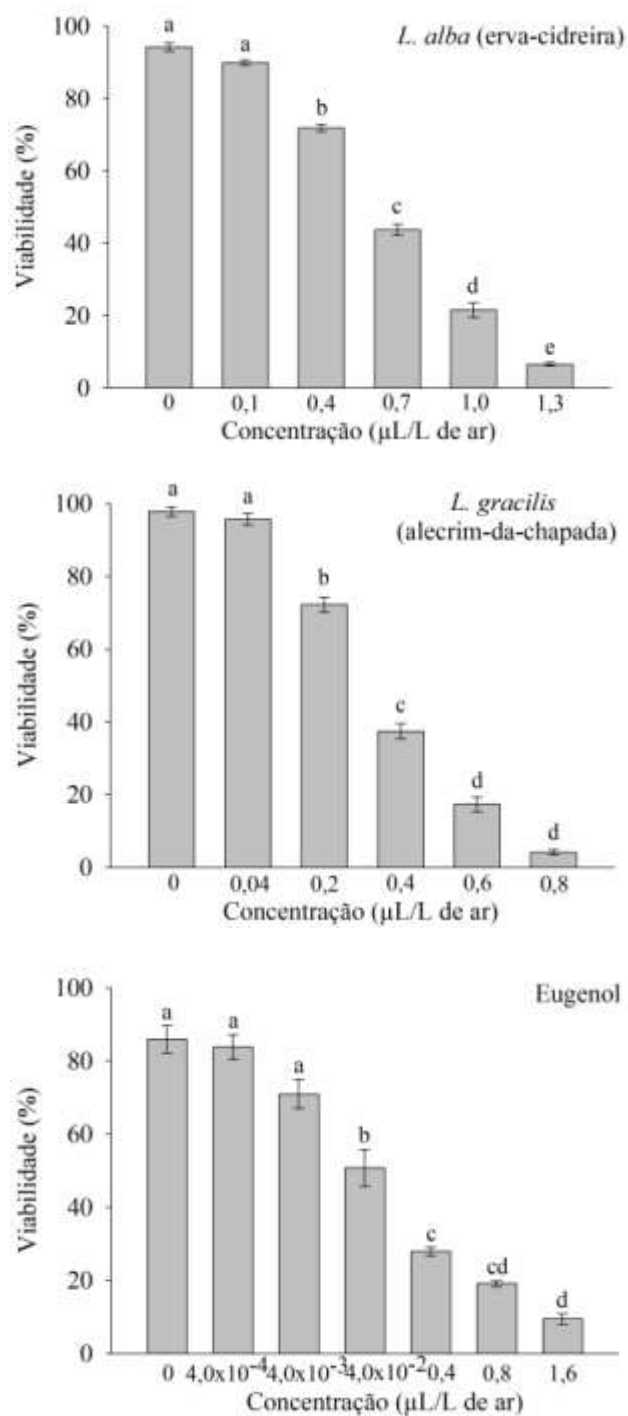 L. alba (erva-cidreira)
Viabilidade (%)
100
80
60
40
20
0
a
a
b
c
d
e
0 0,1 0,4 0,7 1,0 1,3
Concentração (µL/L de ar)
L. gracilis
(alecrim-da-chapada)
Viabilidade (%)
100
80
60
40
20
0
a
a
b
c
d
d
0 0,04 0,2 0,4 0,6 0,8
Concentração (µL/L de ar)
Eugenol
Viabilidade (%)
100
80
60
40
20
0
a
a
a
b
c
cd
d
0 4,0x10⁻⁴ 4,0x10⁻³ 4,0x10⁻² 0,4 0,8 1,6
Concentração (µL/L de ar)